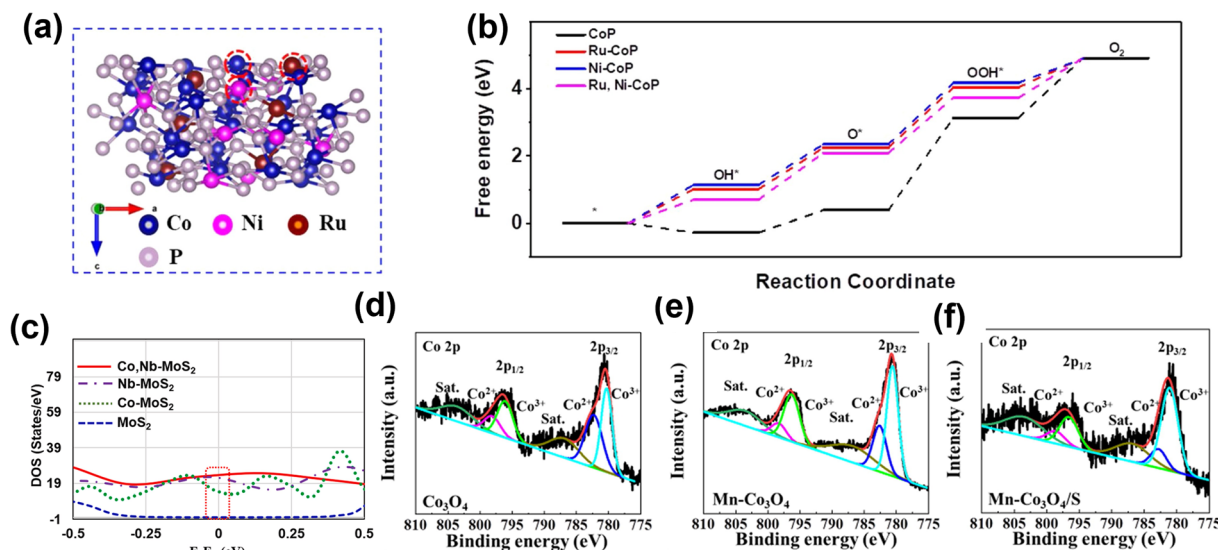 (a)
b
a
c
Co
Ni
Ru
P
(b)
CoP
Ru-CoP
Ni-CoP
Ru, Ni-CoP
Free energy (eV)
4
2
0
*
OH*
O*
OOH*
O₂
Reaction Coordinate
(c)
Co,Nb-MoS₂
Nb-MoS₂
Co-MoS₂
MoS₂
DOS (States/eV)
79
59
39
19
-1
-0.5 -0.25 0 0.25 0.5
(d)
Co 2p
2p₃/₂
2p₁/₂
Sat.
Co²⁺
Co³⁺
Sat.
Co²⁺
Co³⁺
Intensity (a.u.)
Co₃O₄
810 805 800 795 790 785 780 775
Binding energy (eV)
(e)
Co 2p
2p₃/₂
2p₁/₂
Sat.
Co²⁺
Co³⁺
Sat.
Co²⁺
Co³⁺
Intensity (a.u.)
Mn-Co₃O₄
810 805 800 795 790 785 780 775
Binding energy (eV)
(f)
Co 2p
2p₃/₂
2p₁/₂
Sat.
Co²⁺
Co³⁺
Sat.
Co²⁺
Co³⁺
Intensity (a.u.)
Mn-Co₃O₄/S
810 805 800 795 790 785 780 775
Binding energy (eV)